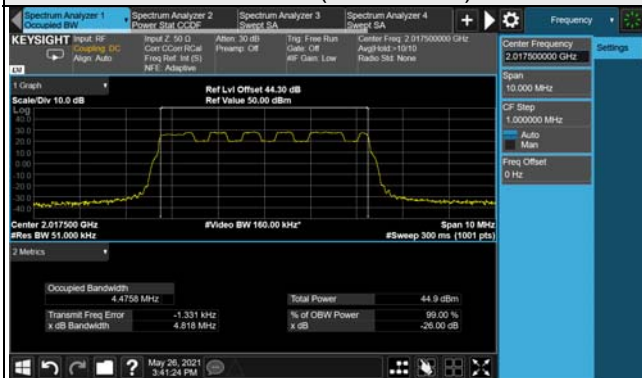 Spectrum Analyzer 1
Occupied BW
Spectrum Analyzer 2
Power Stat CCDF
Spectrum Analyzer 3
Swept SA
Spectrum Analyzer 4
Swept SA
+
Frequency
KEYSIGHT
Input: RF
Coupling: DC
Align: Auto
Input Z: 50 Ω
Corr CCorr RCal
Freq Ref: Int (S)
NFE: Adaptive
Atten: 30 dB
Preamp: Off
Trig: Free Run
Gate: Off
#IF Gain: Low
Center Freq: 2.017500000 GHz
Avg|Hold:>10/10
Radio Std: None
LM
Center Frequency
2.017500000 GHz
Settings
Span
10.000 MHz
CF Step
1.000000 MHz
Auto
Man
Freq Offset
0 Hz
1 Graph
Scale/Div 10.0 dB
Ref Lvl Offset 44.30 dB
Ref Value 50.00 dBm
Log
40.0
30.0
20.0
10.0
0.00
-10.0
-20.0
-30.0
-40.0
Center 2.017500 GHz
#Res BW 51.000 kHz
#Video BW 160.00 kHz*
Span 10 MHz
#Sweep 300 ms (1001 pts)
2 Metrics
Occupied Bandwidth
4.4758 MHz
Total Power
44.9 dBm
Transmit Freq Error
-1.331 kHz
% of OBW Power
99.00 %
x dB Bandwidth
4.818 MHz
x dB
-26.00 dB
?
May 26, 2021
3:41:24 PM